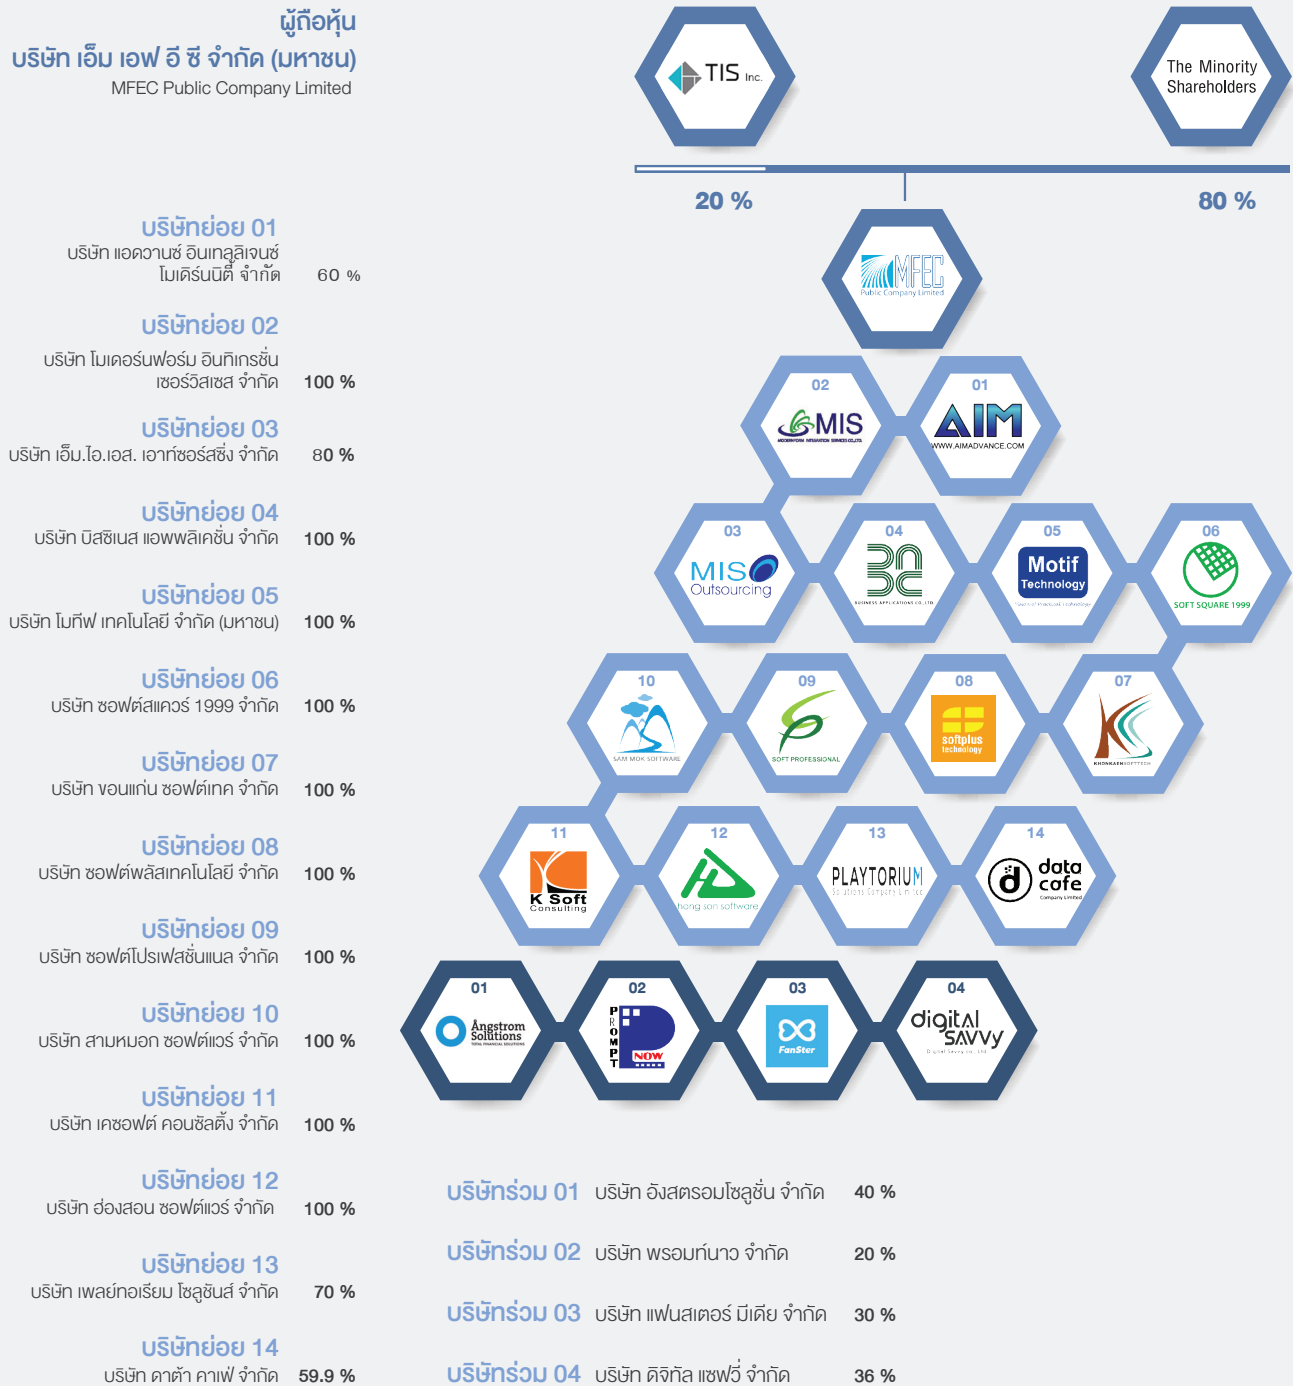 ผู้ถือหุ้น
บริษัท เอ็ม เอฟ อี ซี จำกัด (มหาชน)
MFEC Public Company Limited
TIS Inc.
The Minority
Shareholders
20 %
80 %
MFEC
Public Company Limited
บริษัทย่อย 01
บริษัท แอดวานซ์ อินเทลลิเจนซ์
โมเดิร์นนิตี้ จำกัด 60 %
บริษัทย่อย 02
บริษัท โมเดอร์นฟอร์ม อินทิเกรชั่น
เซอร์วิสเซส จำกัด 100 %
บริษัทย่อย 03
บริษัท เอ็ม.ไอ.เอส. เอาท์ซอร์สซิ่ง จำกัด 80 %
บริษัทย่อย 04
บริษัท บิสซิเนส แอพพลิเคชั่น จำกัด 100 %
บริษัทย่อย 05
บริษัท โมทีฟ เทคโนโลยี จำกัด (มหาชน) 100 %
บริษัทย่อย 06
บริษัท ซอฟต์สแควร์ 1999 จำกัด 100 %
บริษัทย่อย 07
บริษัท ขอนแก่น ซอฟต์เทค จำกัด 100 %
บริษัทย่อย 08
บริษัท ซอฟต์พลัสเทคโนโลยี จำกัด 100 %
บริษัทย่อย 09
บริษัท ซอฟต์โปรเฟสชั่นแนล จำกัด 100 %
บริษัทย่อย 10
บริษัท สามหมอก ซอฟต์แวร์ จำกัด 100 %
บริษัทย่อย 11
บริษัท เคซอฟต์ คอนซัลติ้ง จำกัด 100 %
บริษัทย่อย 12
บริษัท ฮ่องสอน ซอฟต์แวร์ จำกัด 100 %
บริษัทย่อย 13
บริษัท เพลย์ทอเรียม โซลูชันส์ จำกัด 70 %
บริษัทย่อย 14
บริษัท ดาต้า คาเฟ่ จำกัด 59.9 %
02
MIS
MODERNFORM INTEGRATION SERVICES CO.,LTD.
01
AIM
WWW.AIMADVANCE.COM
03
MISO
Outsourcing
04
BUSINESS APPLICATIONS CO., LTD.
05
Motif
Technology
06
SOFT SQUARE 1999
10
SAM MOK SOFTWARE
09
SOFT PROFESSIONAL
08
softplus
technology
07
KHONKAENSOFTTECH
11
K Soft
Consulting
12
hong son software
13
PLAYTORIUM
Solutions Company Limited
14
data
cafe
Company Limited
01
Ångstrom
Solutions
TOTAL FINANCIAL SOLUTIONS
02
PROMPT
NOW
03
FanSter
04
digital
savvy
Digital Savvy co., Ltd
บริษัทร่วม 01 บริษัท อังสตรอมโซลูชั่น จำกัด 40 %
บริษัทร่วม 02 บริษัท พรอมท์นาว จำกัด 20 %
บริษัทร่วม 03 บริษัท แฟนสเตอร์ มีเดีย จำกัด 30 %
บริษัทร่วม 04 บริษัท ดิจิทัล แซฟวี่ จำกัด 36 %